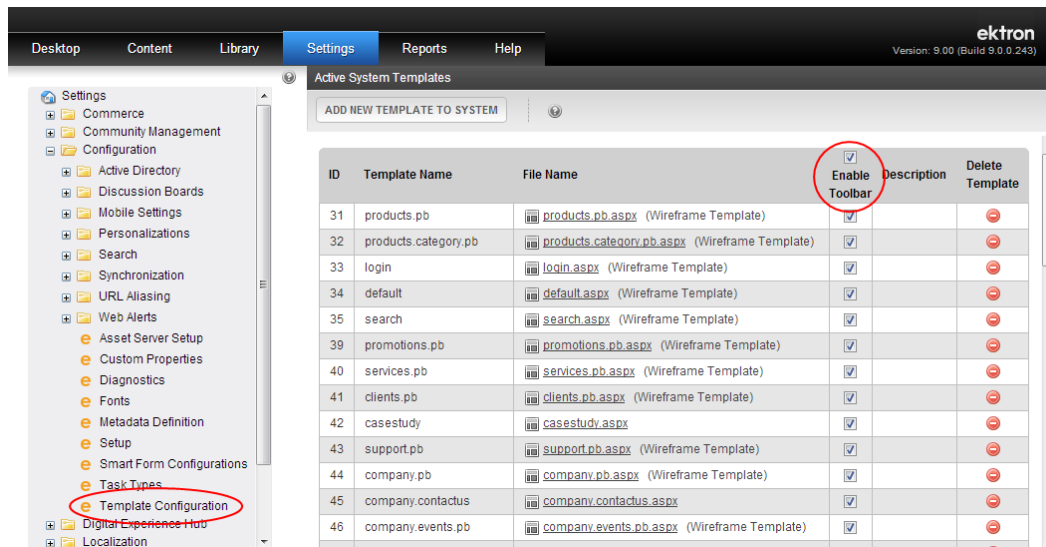 ektron
Desktop Content Library Settings Reports Help Version: 9.00 (Build 9.0.0.243)
Active System Templates
Settings
Commerce
Community Management
Configuration
Active Directory
Discussion Boards
Mobile Settings
Personalizations
Search
Synchronization
URL Aliasing
Web Alerts
Asset Server Setup
Custom Properties
Diagnostics
Fonts
Metadata Definition
Setup
Smart Form Configurations
Task Types
Template Configuration
Digital Experience Hub
Localization
ADD NEW TEMPLATE TO SYSTEM
ID Template Name File Name Enable Toolbar Description Delete Template
31 products.pb products.pb.aspx (Wireframe Template)
32 products.category.pb products.category.pb.aspx (Wireframe Template)
33 login login.aspx (Wireframe Template)
34 default default.aspx (Wireframe Template)
35 search search.aspx (Wireframe Template)
39 promotions.pb promotions.pb.aspx (Wireframe Template)
40 services.pb services.pb.aspx (Wireframe Template)
41 clients.pb clients.pb.aspx (Wireframe Template)
42 casestudy casestudy.aspx
43 support.pb support.pb.aspx (Wireframe Template)
44 company.pb company.pb.aspx (Wireframe Template)
45 company.contactus company.contactus.aspx
46 company.events.pb company.events.pb.aspx (Wireframe Template)